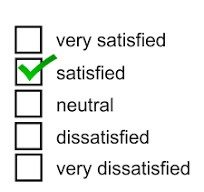 very satisfied
satisfied
neutral
dissatisfied
very dissatisfied